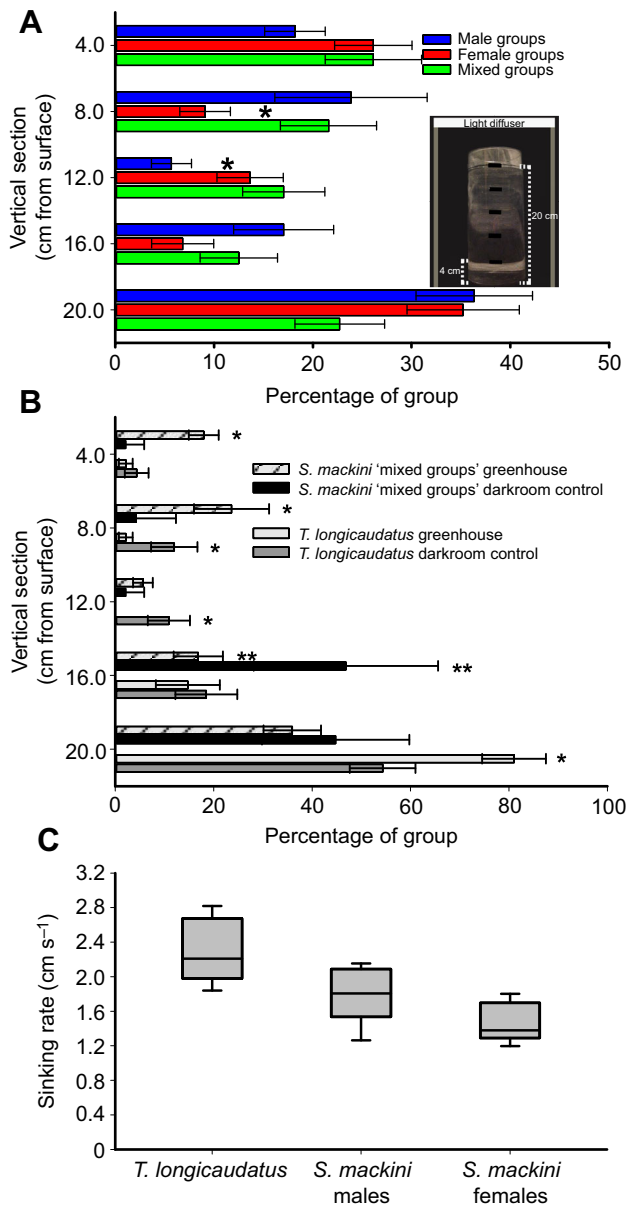 A
4.0
8.0
12.0
16.0
20.0
Vertical section
(cm from surface)
Male groups
Female groups
Mixed groups
*
*
Light diffuser
20 cm
4 cm
0 10 20 30 40 50
Percentage of group
B
4.0
8.0
12.0
16.0
20.0
Vertical section
(cm from surface)
S. mackini ‘mixed groups’ greenhouse
S. mackini ‘mixed groups’ darkroom control
T. longicaudatus greenhouse
T. longicaudatus darkroom control
*
*
*
*
**
**
*
0 20 40 60 80 100
Percentage of group
C
3.2
2.8
2.4
2.0
1.6
1.2
0.8
0.4
0
Sinking rate (cm s–1)
T. longicaudatus S. mackini S. mackini
males females